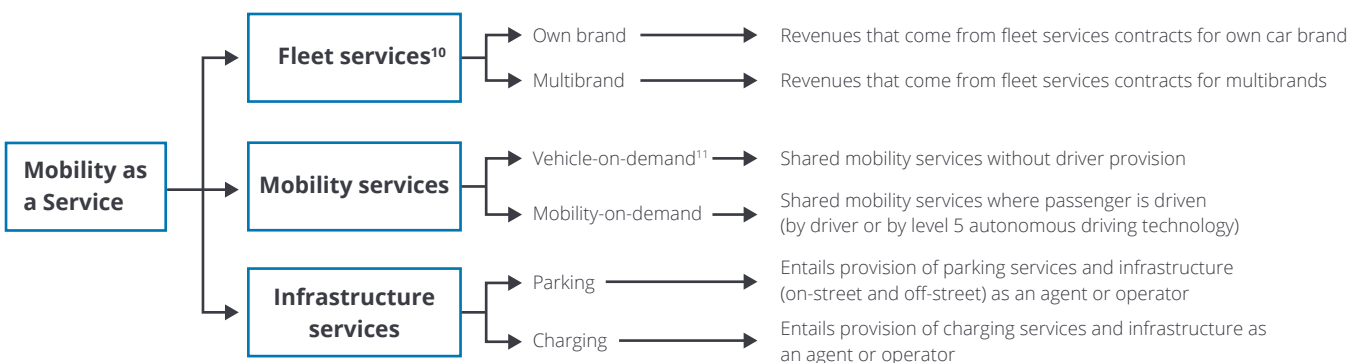 Mobility as
a Service
Fleet services¹⁰
Own brand
Revenues that come from fleet services contracts for own car brand
Multibrand
Revenues that come from fleet services contracts for multibrands
Mobility services
Vehicle-on-demand¹¹
Shared mobility services without driver provision
Mobility-on-demand
Shared mobility services where passenger is driven
(by driver or by level 5 autonomous driving technology)
Infrastructure
services
Parking
Entails provision of parking services and infrastructure
(on-street and off-street) as an agent or operator
Charging
Entails provision of charging services and infrastructure as
an agent or operator